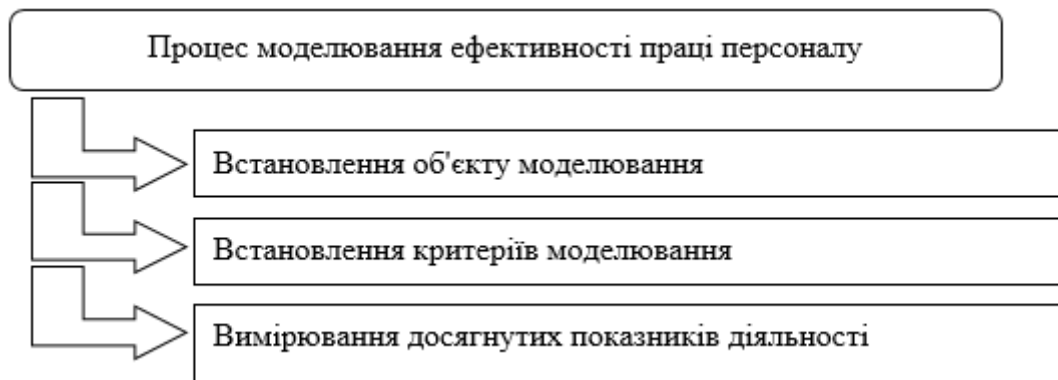 Процес моделювання ефективності праці персоналу
Встановлення об'єкту моделювання
Встановлення критеріїв моделювання
Вимірювання досягнутих показників діяльності